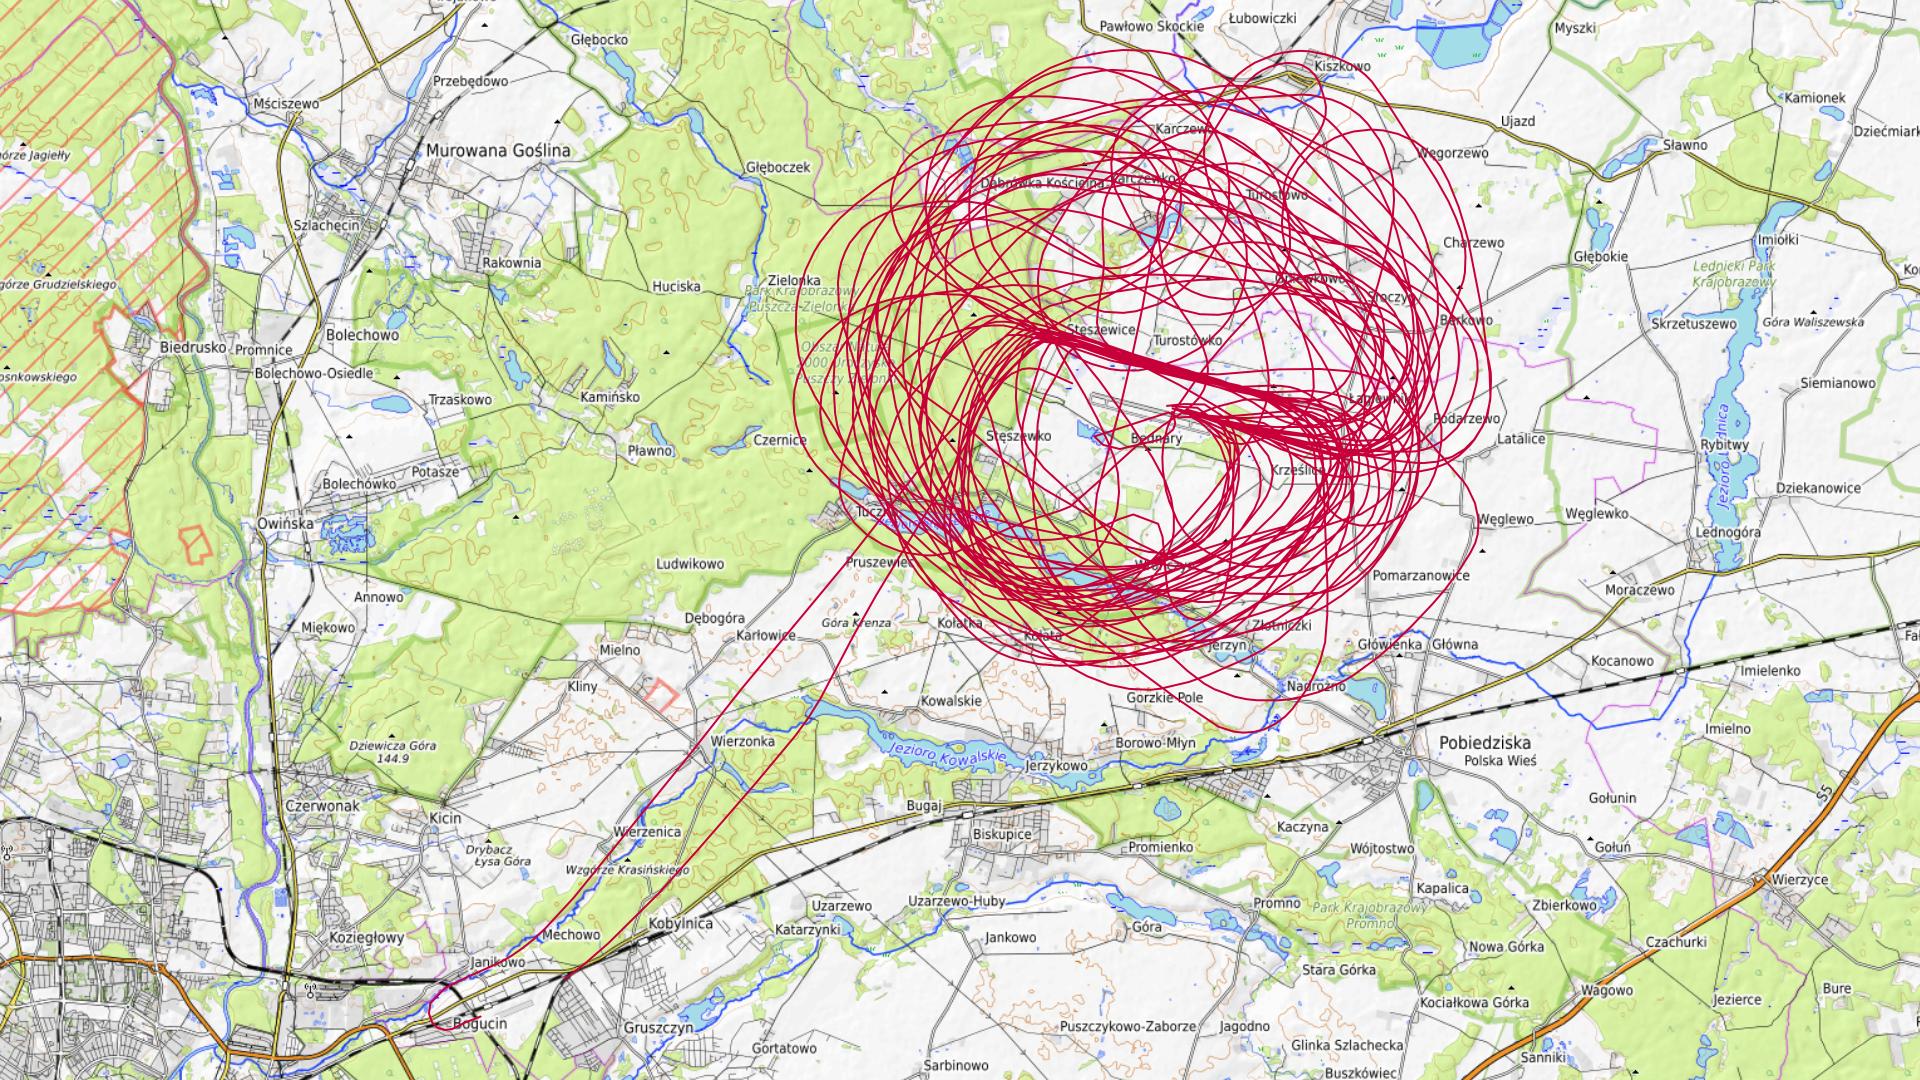 Pawłowo Skockie
Łubowiczki
Myszki
Głębocko
Kiszkowo
Przebędowo
Mściszewo
Kamionek
Ujazd
Karczewo
Dziećmiark
Sławno
Murowana Goślina
Węgorzewo
Głęboczek
Dąbrówka Kościelna
Karczewko
Turostowo
Szlachęcin
Charzewo
Imiołki
Głębokie
Rakownia
Lednicki Park
Krajobrazowy
Zielonka
Huciska
Park Krajobrazowy
Puszcza Zielonka
Berkowo
Skrzetuszewo
Góra Waliszewska
Stęszewice
Turostówko
Bolechowo
Biedrusko
Promnice
Bolechowo-Osiedle
Siemianowo
Trzaskowo
Kamińsko
Podarzewo
Stęszewko
Bednary
Latalice
Czernice
Pławno
Rybitwy
Potasze
Bolechówko
Krześlice
Dziekanowice
Jezioro Lednica
Węglewo
Węglewko
Owińska
Lednogóra
Ludwikowo
Pruszewiec
Pomarzanowice
Moraczewo
Annowo
Dębogóra
Góra Krenza
Kołatka
Kołata
Złotniczki
Miękowo
Karłowice
Jerzyn
Główienka
Główna
Mielno
Kocanowo
Imielenko
Kliny
Nadrożno
Kowalskie
Gorzkie Pole
Imielno
Dziewicza Góra
144.9
Wierzonka
Borowo-Młyn
Pobiedziska
Polska Wieś
Jezioro Kowalskie
Jerzykowo
S5
Czerwonak
Bugaj
Gołunin
Kicin
Wierzenica
Biskupice
Kaczyna
Drybacz
Łysa Góra
Promienko
Wójtostwo
Gołuń
Wzgórze Krasińskiego
Wierzyce
Kapalica
Uzarzewo
Uzarzewo-Huby
Promno
Park Krajobrazowy
Promno
Zbierkowo
Kobylnica
Katarzynki
Góra
Koziegłowy
Mechowo
Jankowo
Nowa Górka
Czachurki
Janikowo
Stara Górka
Wagowo
Bure
Kociałkowa Górka
Jezierce
Bogucin
Gruszczyn
Puszczykowo-Zaborze
Jagodno
Gortatowo
Glinka Szlachecka
Sanniki
Sarbinowo
Buszkówiec